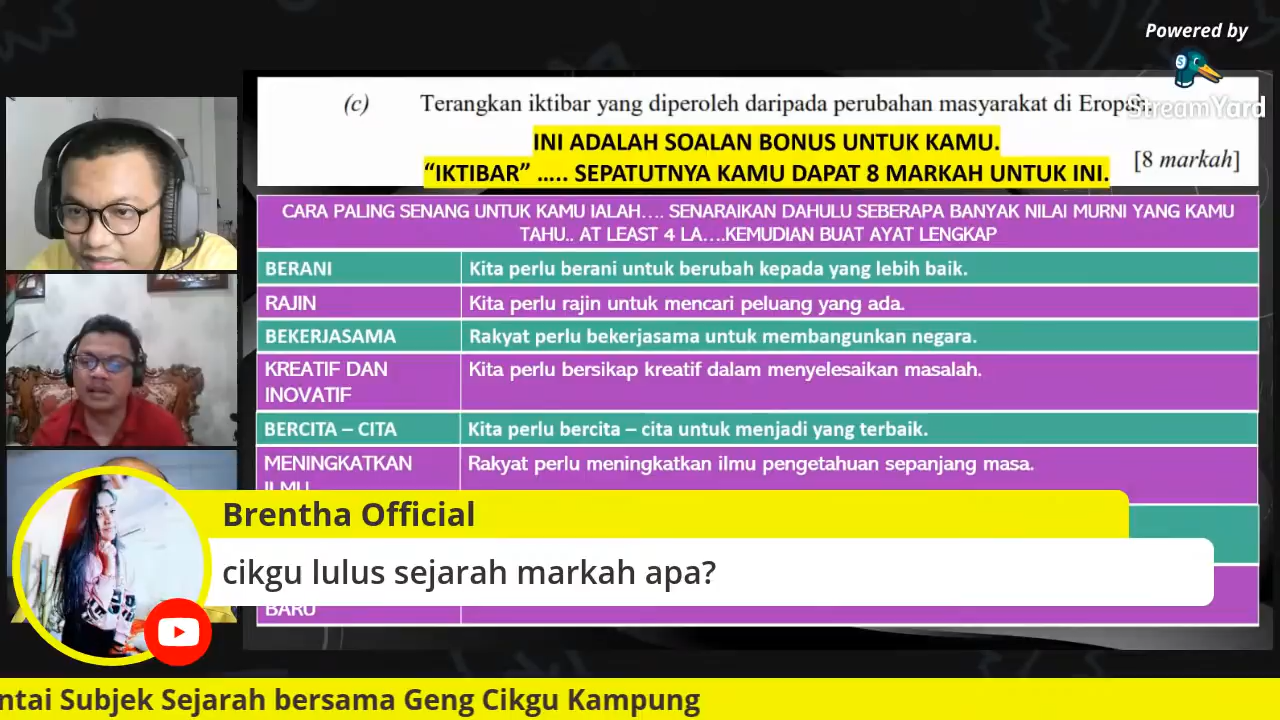 Powered by
StreamYard
(c) Terangkan iktibar yang diperoleh daripada perubahan masyarakat di Eropah.
INI ADALAH SOALAN BONUS UNTUK KAMU.
“IKTIBAR” ….. SEPATUTNYA KAMU DAPAT 8 MARKAH UNTUK INI.
[8 markah]
CARA PALING SENANG UNTUK KAMU IALAH…. SENARAIKAN DAHULU SEBERAPA BANYAK NILAI MURNI YANG KAMU
TAHU.. AT LEAST 4 LA….KEMUDIAN BUAT AYAT LENGKAP
BERANI Kita perlu berani untuk berubah kepada yang lebih baik.
RAJIN Kita perlu rajin untuk mencari peluang yang ada.
BEKERJASAMA Rakyat perlu bekerjasama untuk membangunkan negara.
KREATIF DAN Kita perlu bersikap kreatif dalam menyelesaikan masalah.
INOVATIF
BERCITA – CITA Kita perlu bercita – cita untuk menjadi yang terbaik.
MENINGKATKAN Rakyat perlu meningkatkan ilmu pengetahuan sepanjang masa.
ILMU
Brentha Official
cikgu lulus sejarah markah apa?
BARU
ntai Subjek Sejarah bersama Geng Cikgu Kampung